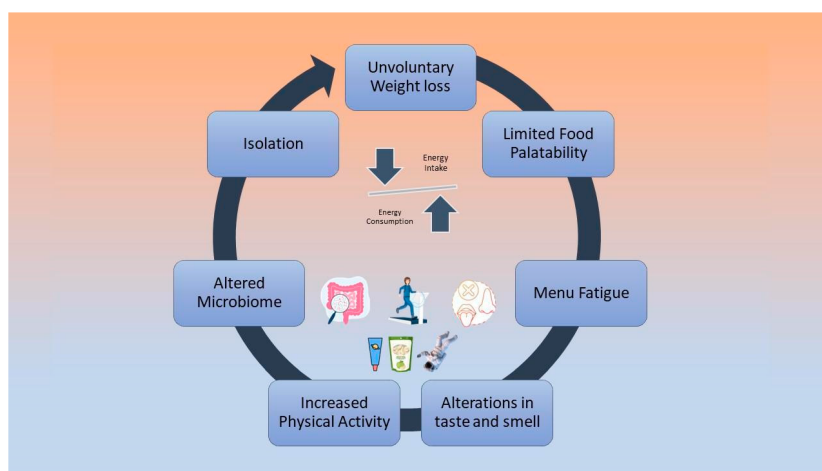 Unvoluntary
Weight loss
Limited Food
Palatability
Menu Fatigue
Alterations in
taste and smell
Increased
Physical Activity
Altered
Microbiome
Isolation
Energy
Intake
Energy
Consumption